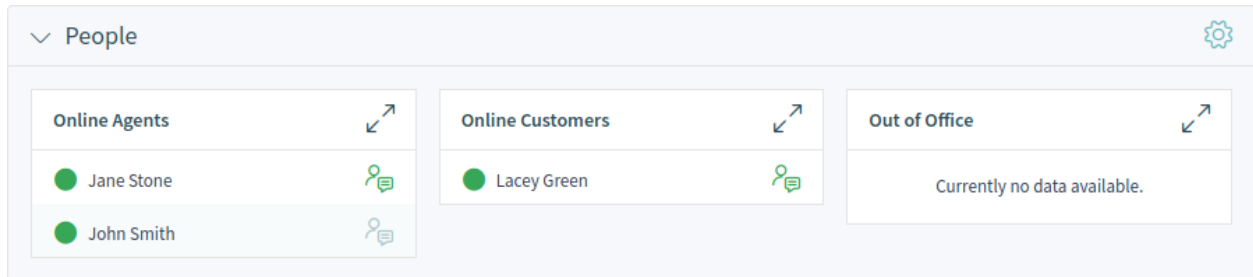 People
Online Agents
Jane Stone
John Smith
Online Customers
Lacey Green
Out of Office
Currently no data available.